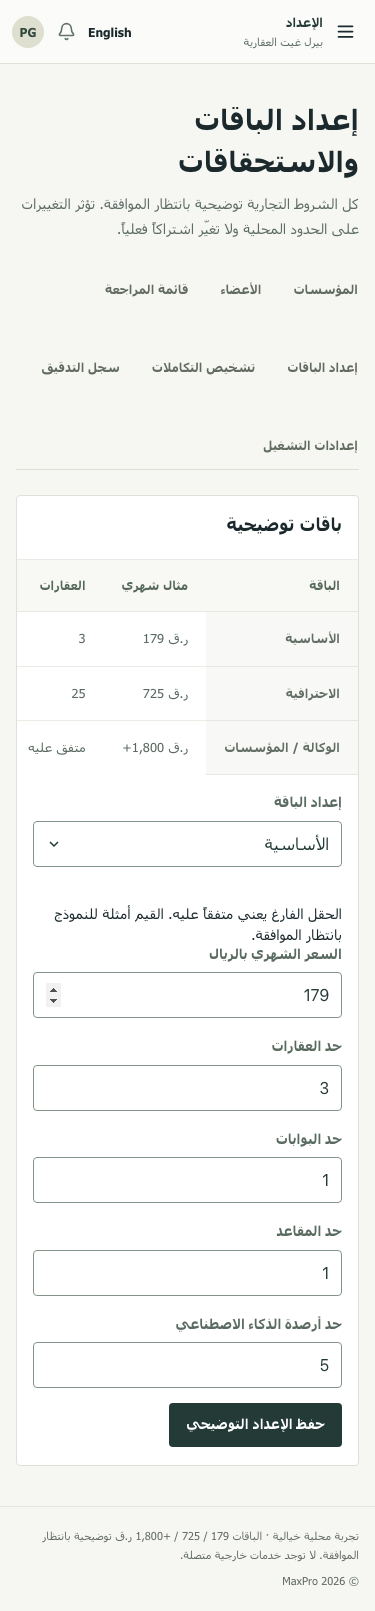 الإعداد
بيرل غيت العقارية
English
PG
إعداد الباقات
والاستحقاقات
كل الشروط التجارية توضيحية بانتظار الموافقة. تؤثر التغييرات
على الحدود المحلية ولا تغيّر اشتراكاً فعلياً.
المؤسسات الأعضاء قائمة المراجعة
إعداد الباقات تشخيص التكاملات سجل التدقيق
إعدادات التشغيل
باقات توضيحية
الباقة مثال شهري العقارات
الأساسية 179 ر.ق 3
الاحترافية 725 ر.ق 25
الوكالة / المؤسسات +1,800 ر.ق متفق عليه
إعداد الباقة
الأساسية
الحقل الفارغ يعني متفقاً عليه. القيم أمثلة للنموذج
بانتظار الموافقة.
السعر الشهري بالريال
179
حد العقارات
3
حد البوابات
1
حد المقاعد
1
حد أرصدة الذكاء الاصطناعي
5
حفظ الإعداد التوضيحي
تجربة محلية خيالية · الباقات 179 / 725 / +1,800 ر.ق توضيحية بانتظار
الموافقة. لا توجد خدمات خارجية متصلة.
© 2026 MaxPro